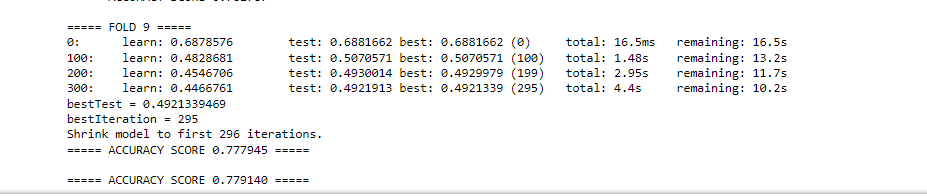 ===== FOLD 9 =====
0: learn: 0.6878576 test: 0.6881662 best: 0.6881662 (0) total: 16.5ms remaining: 16.5s
100: learn: 0.4828681 test: 0.5070571 best: 0.5070571 (100) total: 1.48s remaining: 13.2s
200: learn: 0.4546706 test: 0.4930014 best: 0.4929979 (199) total: 2.95s remaining: 11.7s
300: learn: 0.4466761 test: 0.4921913 best: 0.4921339 (295) total: 4.4s remaining: 10.2s
bestTest = 0.4921339469
bestIteration = 295
Shrink model to first 296 iterations.
===== ACCURACY SCORE 0.777945 =====
===== ACCURACY SCORE 0.779140 =====